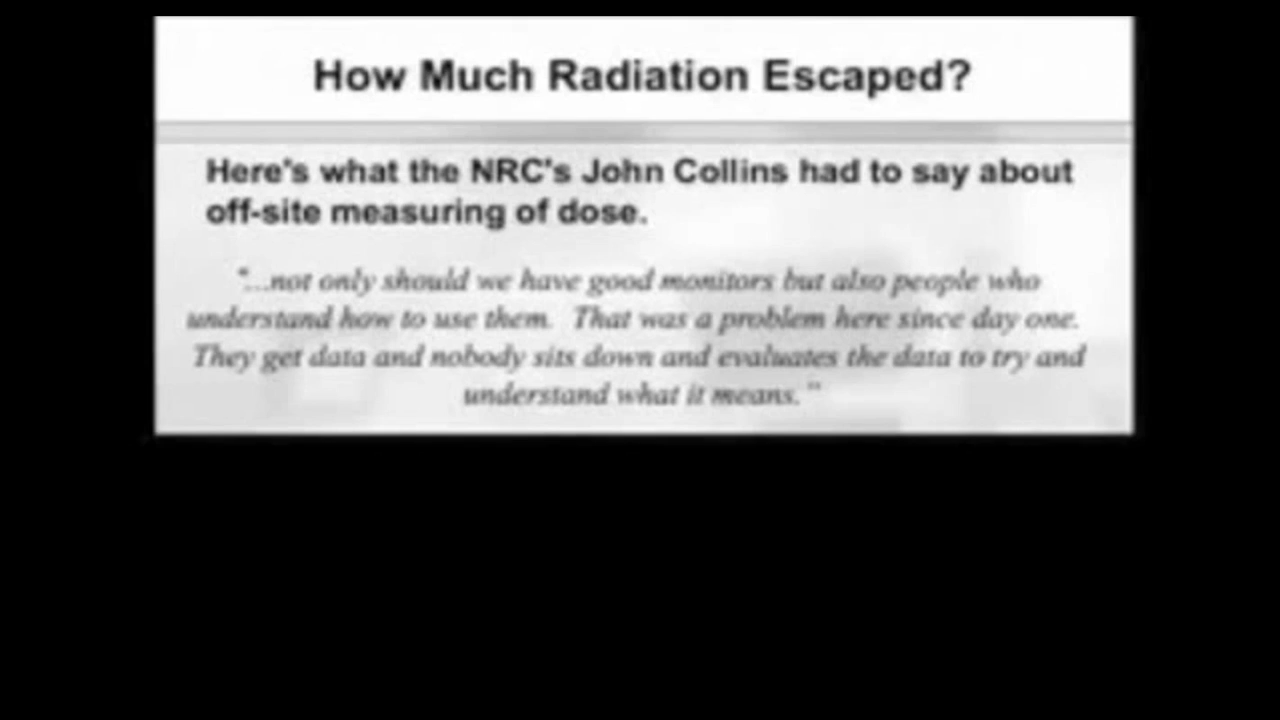 How Much Radiation Escaped?
Here's what the NRC's John Collins had to say about
off-site measuring of dose.
"...not only should we have good monitors but also people who
understand how to use them.  That was a problem here since day one.
They get data and nobody sits down and evaluates the data to try and
understand what it means."